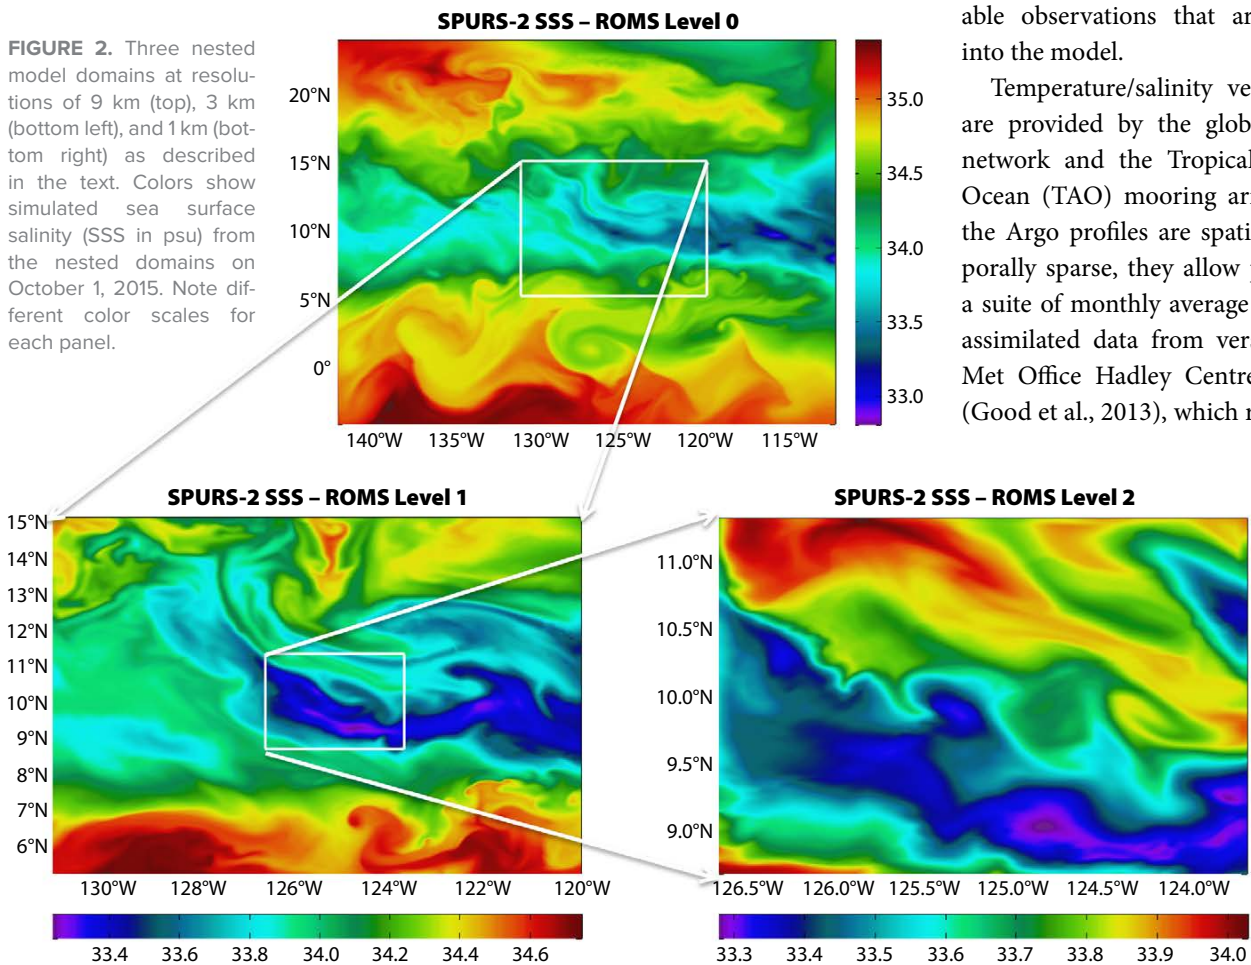 FIGURE 2. Three nested
model domains at resolu-
tions of 9 km (top), 3 km
(bottom left), and 1 km (bot-
tom right) as described
in the text. Colors show
simulated sea surface
salinity (SSS in psu) from
the nested domains on
October 1, 2015. Note dif-
ferent color scales for
each panel.
SPURS-2 SSS – ROMS Level 0
20°N
15°N
10°N
5°N
0°
140°W 135°W 130°W 125°W 120°W 115°W
35.0
34.5
34.0
33.5
33.0
able observations that ar
into the model.
Temperature/salinity ve
are provided by the glob
network and the Tropical
Ocean (TAO) mooring arr
the Argo profiles are spati
porally sparse, they allow
a suite of monthly average
assimilated data from vers
Met Office Hadley Centre
(Good et al., 2013), which r
SPURS-2 SSS – ROMS Level 1
15°N
14°N
13°N
12°N
11°N
10°N
9°N
8°N
7°N
6°N
130°W 128°W 126°W 124°W 122°W 120°W
33.4 33.6 33.8 34.0 34.2 34.4 34.6
SPURS-2 SSS – ROMS Level 2
11.0°N
10.5°N
10.0°N
9.5°N
9.0°N
126.5°W 126.0°W 125.5°W 125.0°W 124.5°W 124.0°W
33.3 33.4 33.5 33.6 33.7 33.8 33.9 34.0